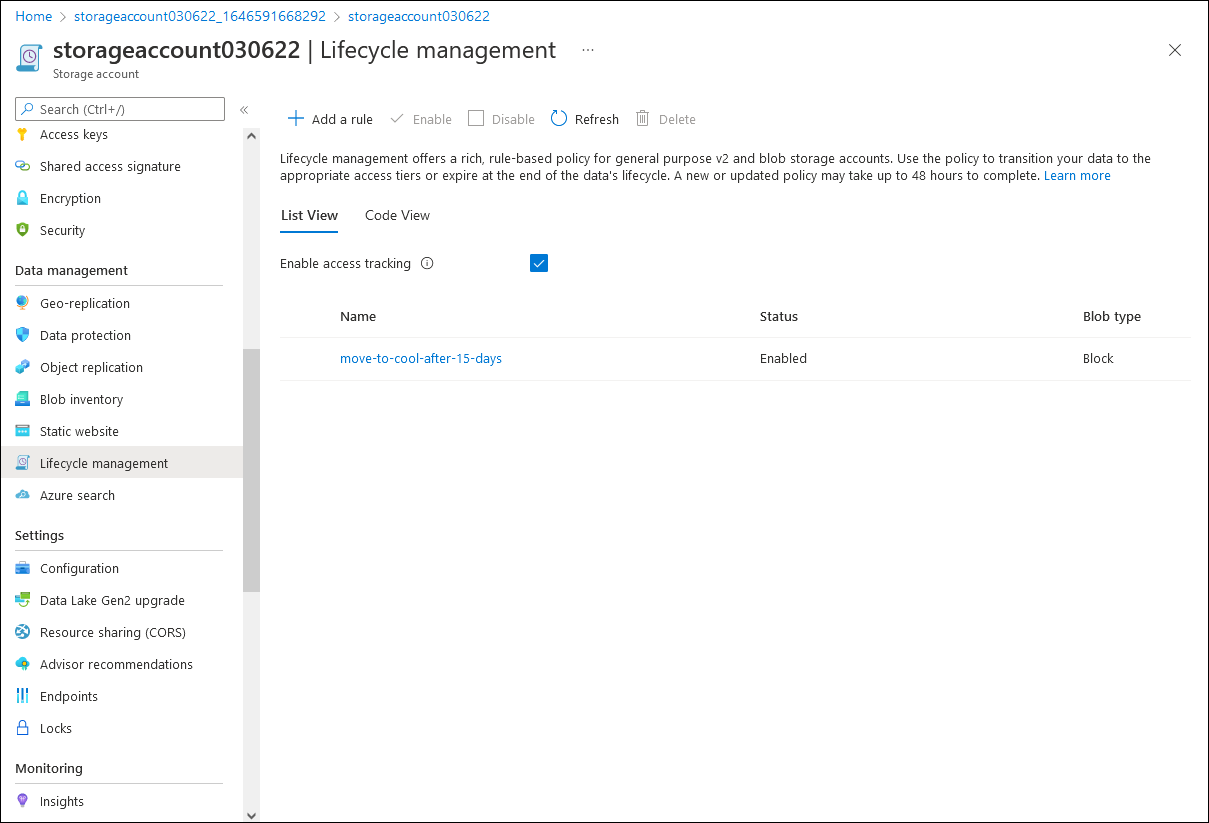 Home > storageaccount030622_1646591668292 > storageaccount030622
storageaccount030622 | Lifecycle management ...
Storage account
Search (Ctrl+/)
«
Access keys
Shared access signature
Encryption
Security
Data management
Geo-replication
Data protection
Object replication
Blob inventory
Static website
Lifecycle management
Azure search
Settings
Configuration
Data Lake Gen2 upgrade
Resource sharing (CORS)
Advisor recommendations
Endpoints
Locks
Monitoring
Insights
Add a rule Enable Disable Refresh Delete
Lifecycle management offers a rich, rule-based policy for general purpose v2 and blob storage accounts. Use the policy to transition your data to the
appropriate access tiers or expire at the end of the data's lifecycle. A new or updated policy may take up to 48 hours to complete. Learn more
List View Code View
Enable access tracking
Name Status Blob type
move-to-cool-after-15-days Enabled Block